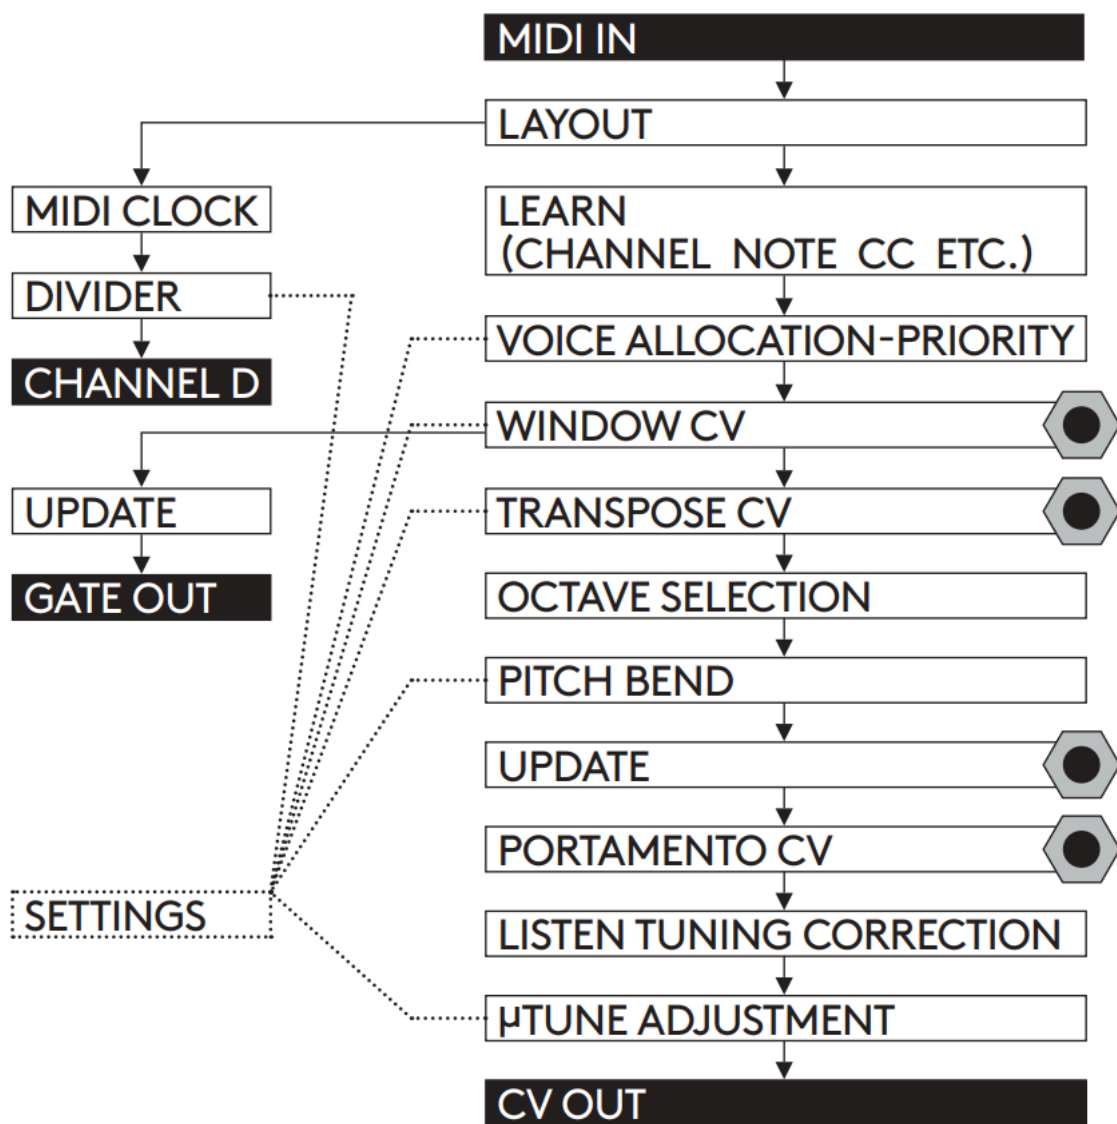 MIDI IN
LAYOUT
MIDI CLOCK
LEARN
(CHANNEL NOTE CC ETC.)
DIVIDER
VOICE ALLOCATION-PRIORITY
CHANNEL D
WINDOW CV
UPDATE
TRANSPOSE CV
GATE OUT
OCTAVE SELECTION
PITCH BEND
UPDATE
PORTAMENTO CV
SETTINGS
LISTEN TUNING CORRECTION
µTUNE ADJUSTMENT
CV OUT